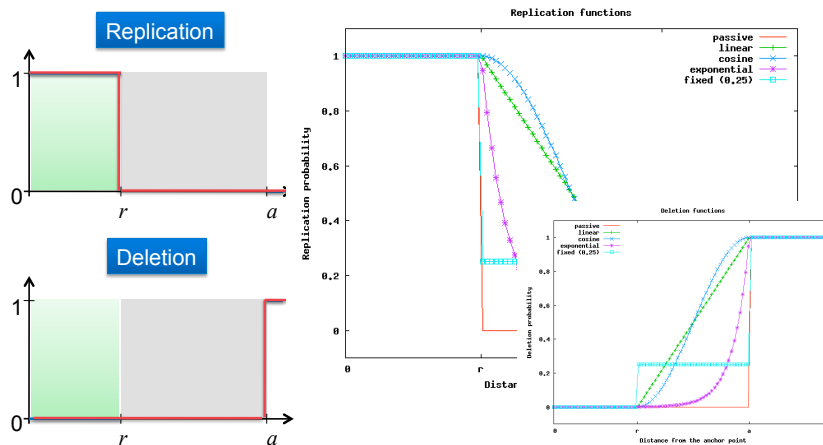 Replication
1
0
r
a
Deletion
1
0
r
a
Replication functions
passive
linear
cosine
exponential
fixed (0.25)
Replication probability
1
0.8
0.6
0.4
0.2
0
0
r
Distan
Deletion functions
passive
linear
cosine
exponential
fixed (0.25)
Deletion probability
1
0.8
0.6
0.4
0.2
0
0
r
a
Distance from the anchor point